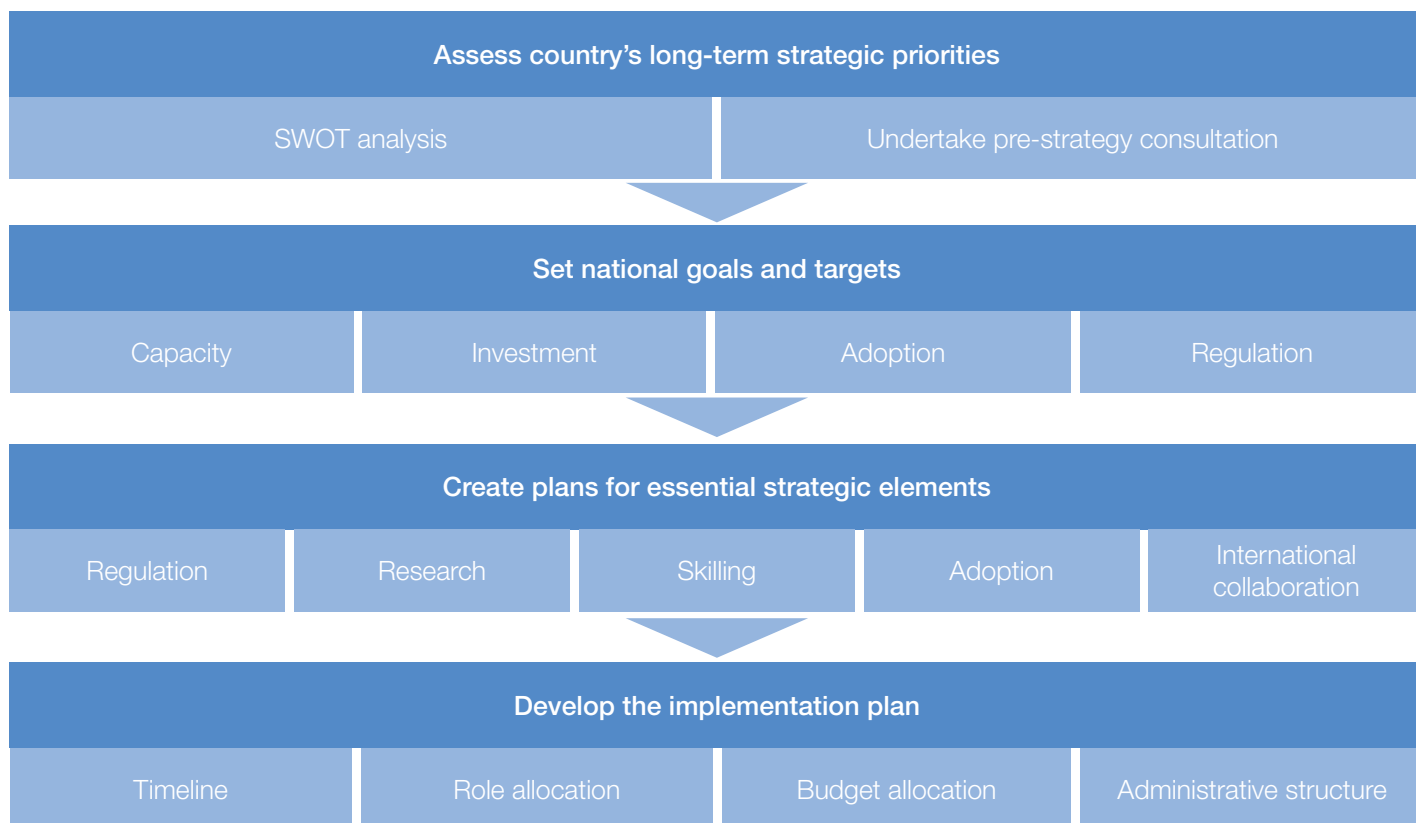 Assess country’s long-term strategic priorities
SWOT analysis
Undertake pre-strategy consultation
Set national goals and targets
Capacity
Investment
Adoption
Regulation
Create plans for essential strategic elements
Regulation
Research
Skilling
Adoption
International
collaboration
Develop the implementation plan
Timeline
Role allocation
Budget allocation
Administrative structure